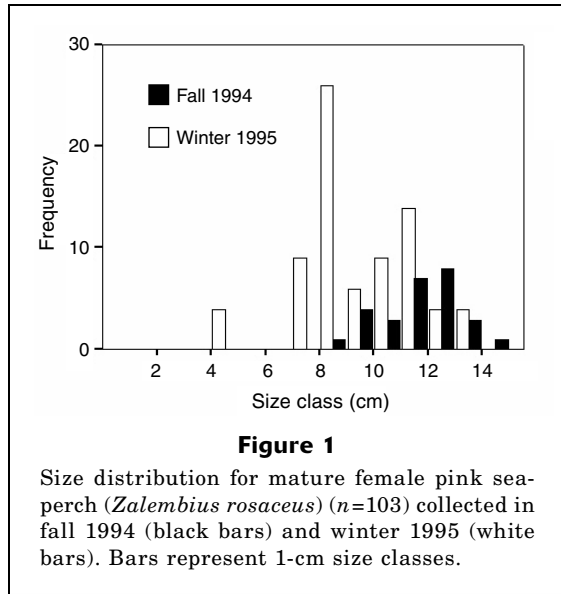 30
20
10
0
Frequency
Fall 1994
Winter 1995
2 4 6 8 10 12 14
Size class (cm)
Figure 1
Size distribution for mature female pink sea-
perch (Zalembius rosaceus) (n=103) collected in
fall 1994 (black bars) and winter 1995 (white
bars). Bars represent 1-cm size classes.